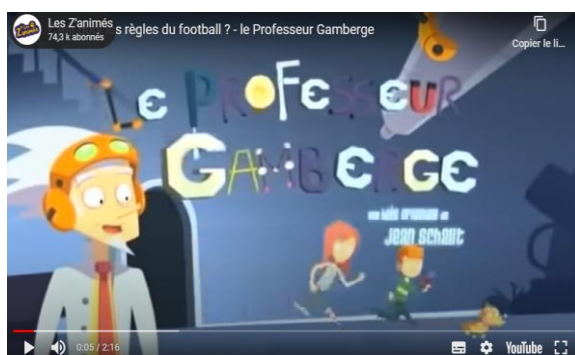 Les Z'animés
74,3 k abonnés
s règles du football ? - le Professeur Gamberge
Copier le li...
LE PROFESSEUR
GAMBERGE
Jean Schalit
0:05 / 2:16
YouTube